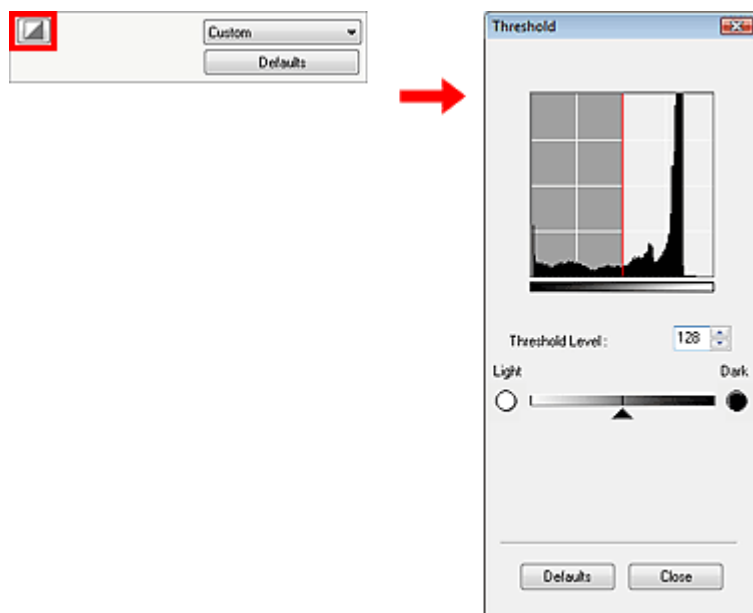 Custom
Defaults
Threshold
Threshold Level :
128
Light
Dark
Defaults
Close